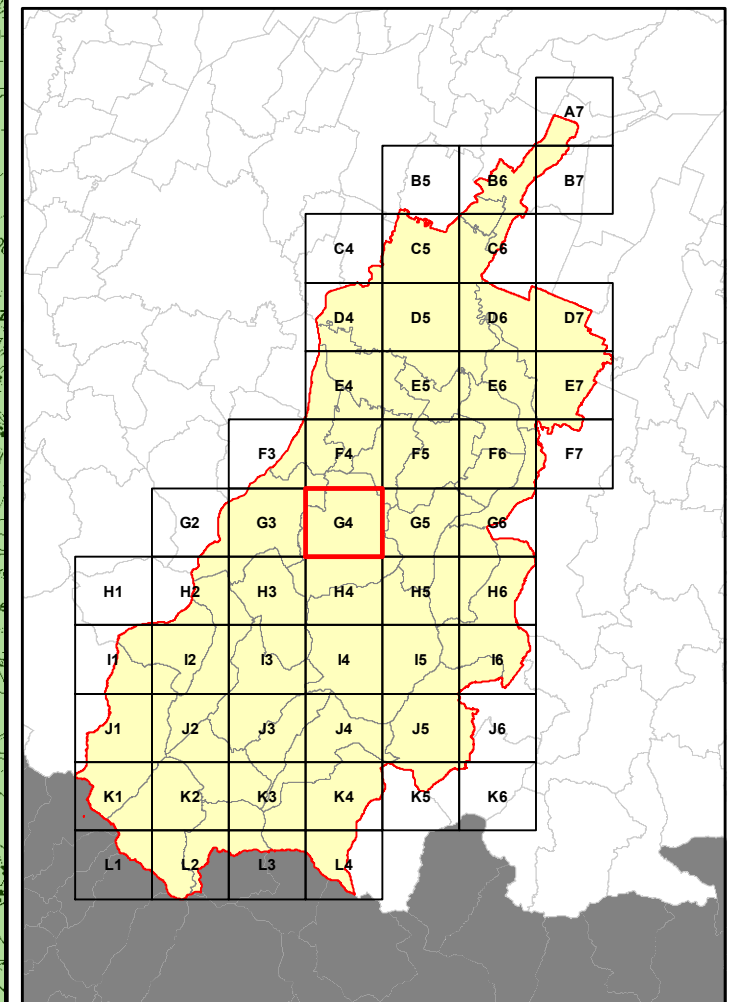 A7
B5 B6 B7
C4 C5 C6
D4 D5 D6 D7
E4 E5 E6 E7
F3 F4 F5 F6 F7
G2 G3 G4 G5 G6
H1 H2 H3 H4 H5 H6
I1 I2 I3 I4 I5 I6
J1 J2 J3 J4 J5 J6
K1 K2 K3 K4 K5 K6
L1 L2 L3 L4